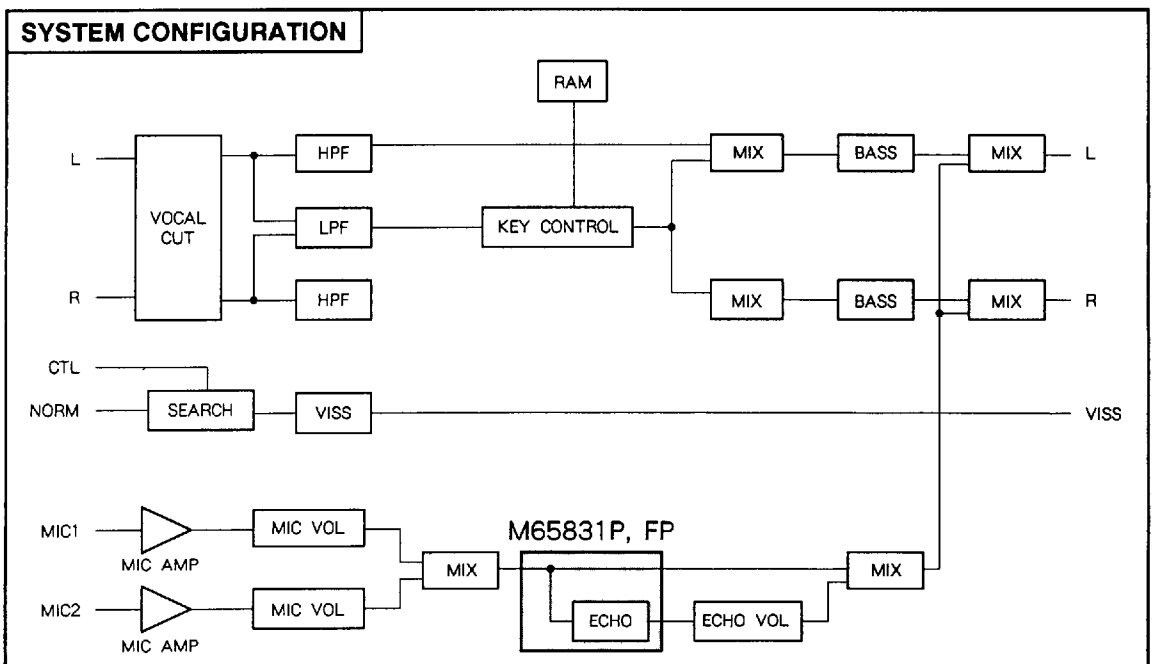 SYSTEM CONFIGURATION
RAM
L
HPF
MIX
BASS
MIX
L
VOCAL
CUT
LPF
KEY CONTROL
R
HPF
MIX
BASS
MIX
R
CTL
NORM
SEARCH
VISS
VISS
MIC1
MIC VOL
M65831P, FP
MIC AMP
MIX
MIX
MIC2
MIC VOL
ECHO
ECHO VOL
MIC AMP